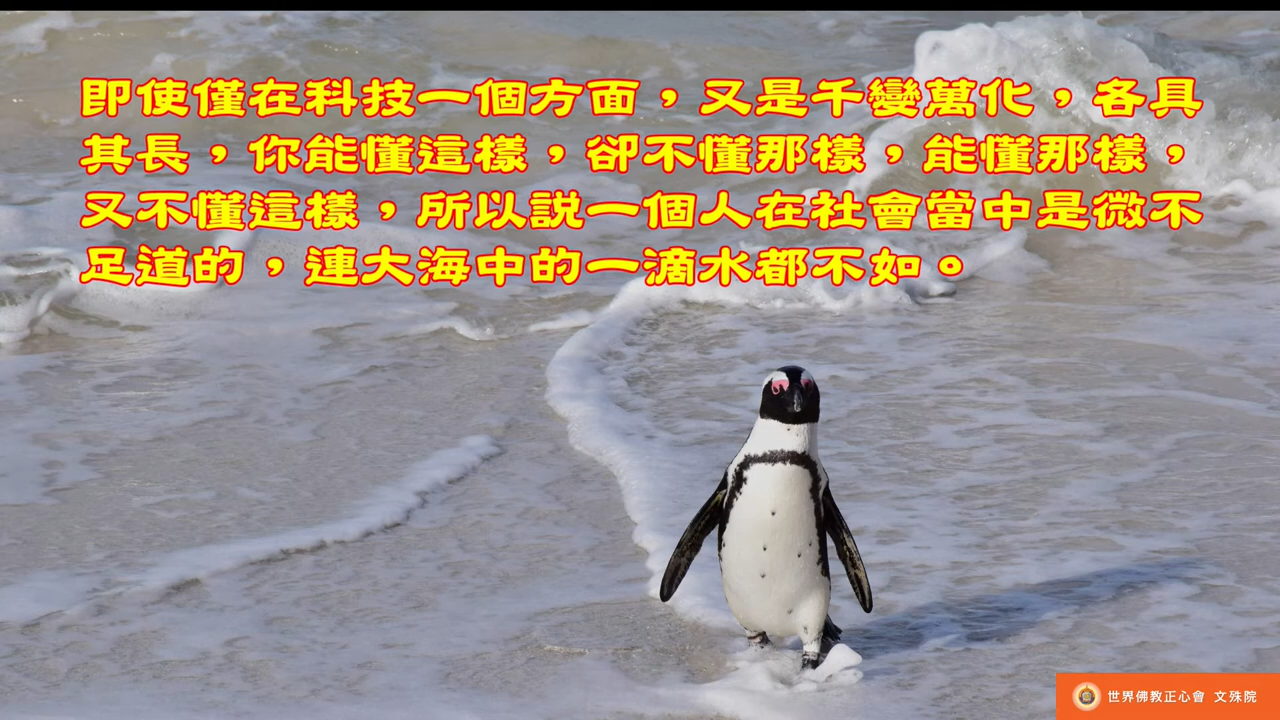 即使僅在科技一個方面，又是千變萬化，各具
其長，你能懂這樣，卻不懂那樣，能懂那樣，
又不懂這樣，所以説一個人在社會當中是微不
足道的，連大海中的一滴水都不如。
世界佛教正心會 文殊院